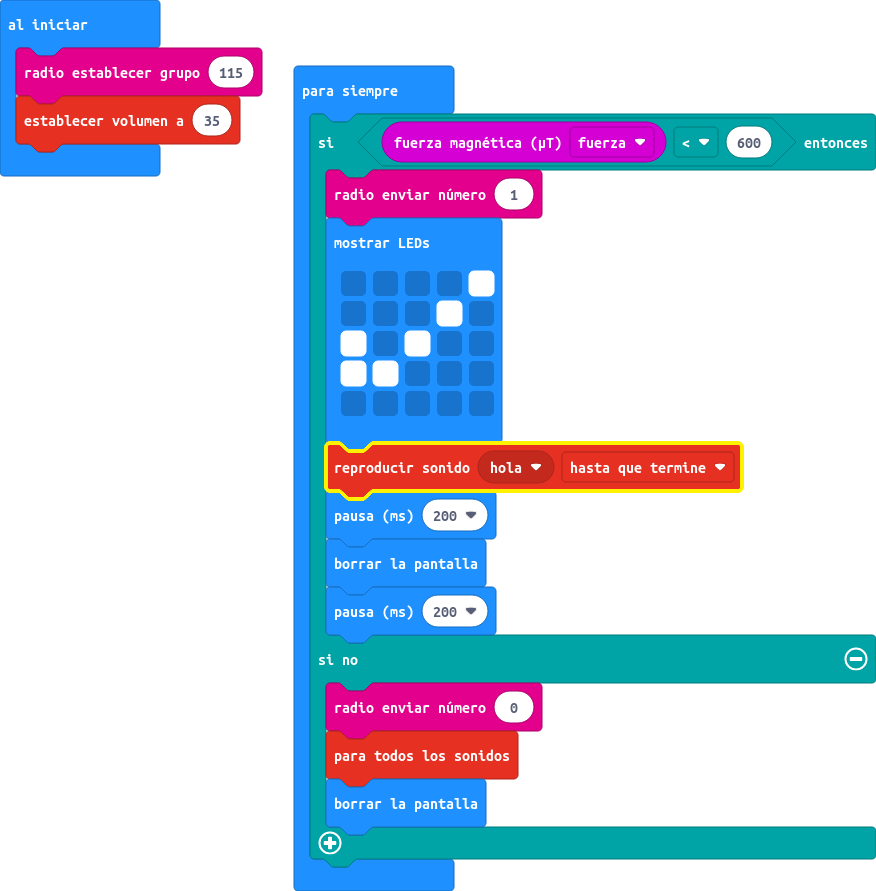 al iniciar
radio establecer grupo 115
establecer volumen a 35
para siempre
si fuerza magnética (µT) fuerza < 600 entonces
radio enviar número 1
mostrar LEDs
reproducir sonido hola hasta que termine
pausa (ms) 200
borrar la pantalla
pausa (ms) 200
si no
radio enviar número 0
para todos los sonidos
borrar la pantalla